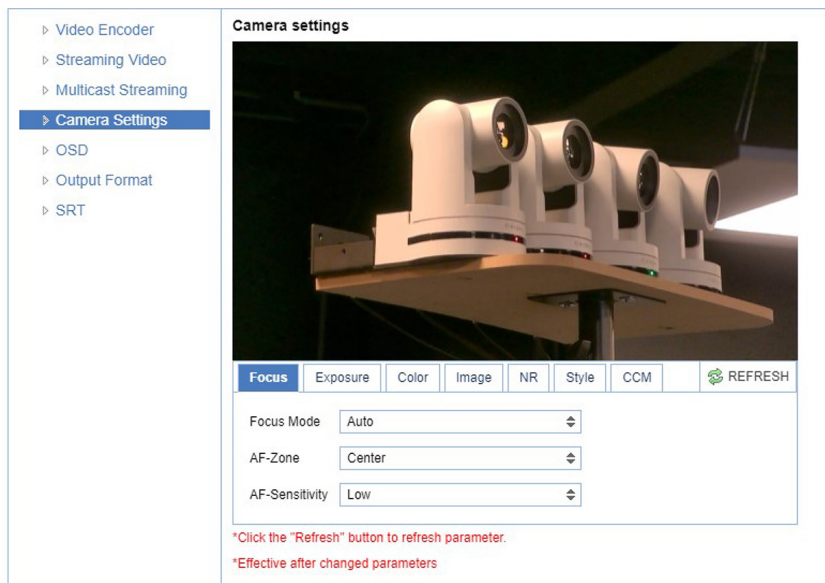 Video Encoder
Streaming Video
Multicast Streaming
Camera Settings
OSD
Output Format
SRT
Camera settings
Focus Exposure Color Image NR Style CCM REFRESH
Focus Mode Auto
AF-Zone Center
AF-Sensitivity Low
*Click the "Refresh" button to refresh parameter.
*Effective after changed parameters